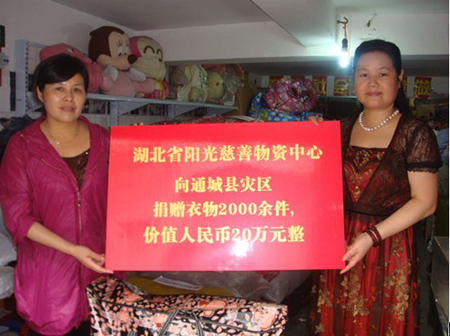 湖北省阳光慈善物资中心
向通城县灾区
捐赠衣物2000余件,
价值人民币20万元整